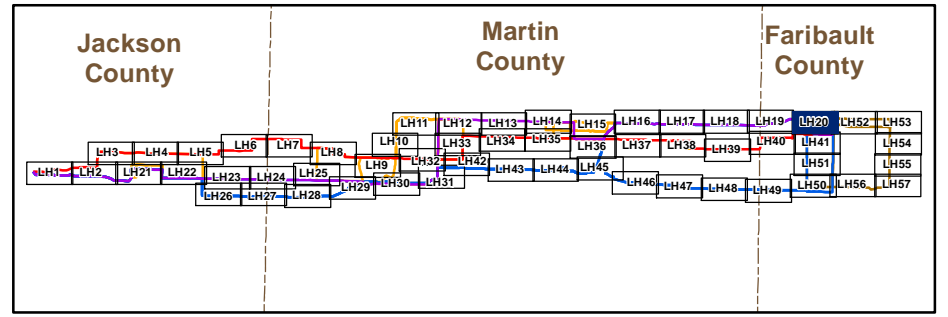 Jackson
County
Martin
County
Faribault
County
LH11 LH12 LH13 LH14 LH15 LH16 LH17 LH18 LH19 LH20 LH52 LH53
LH3 LH4 LH5 LH6 LH7 LH8 LH10 LH33 LH34 LH35 LH36 LH37 LH38 LH39 LH40 LH41 LH54
LH1 LH2 LH21 LH22 LH23 LH24 LH25 LH9 LH32 LH42 LH43 LH44 LH45 LH51 LH55
LH26 LH27 LH28 LH29 LH30 LH31 LH46 LH47 LH48 LH49 LH50 LH56 LH57